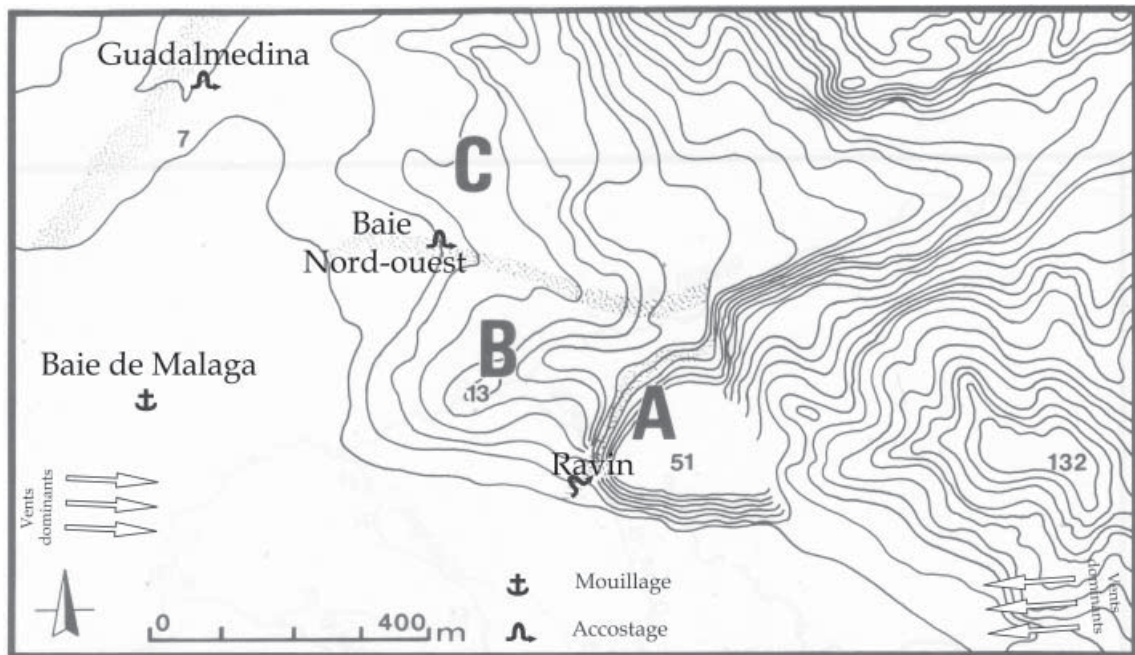 Guadalmedina
7
C
Baie
Nord-ouest
B
Baie de Malaga
13
A
Ravin
51
132
Vents
dominants
Vents
dominants
Mouillage
0
400 m
Accostage